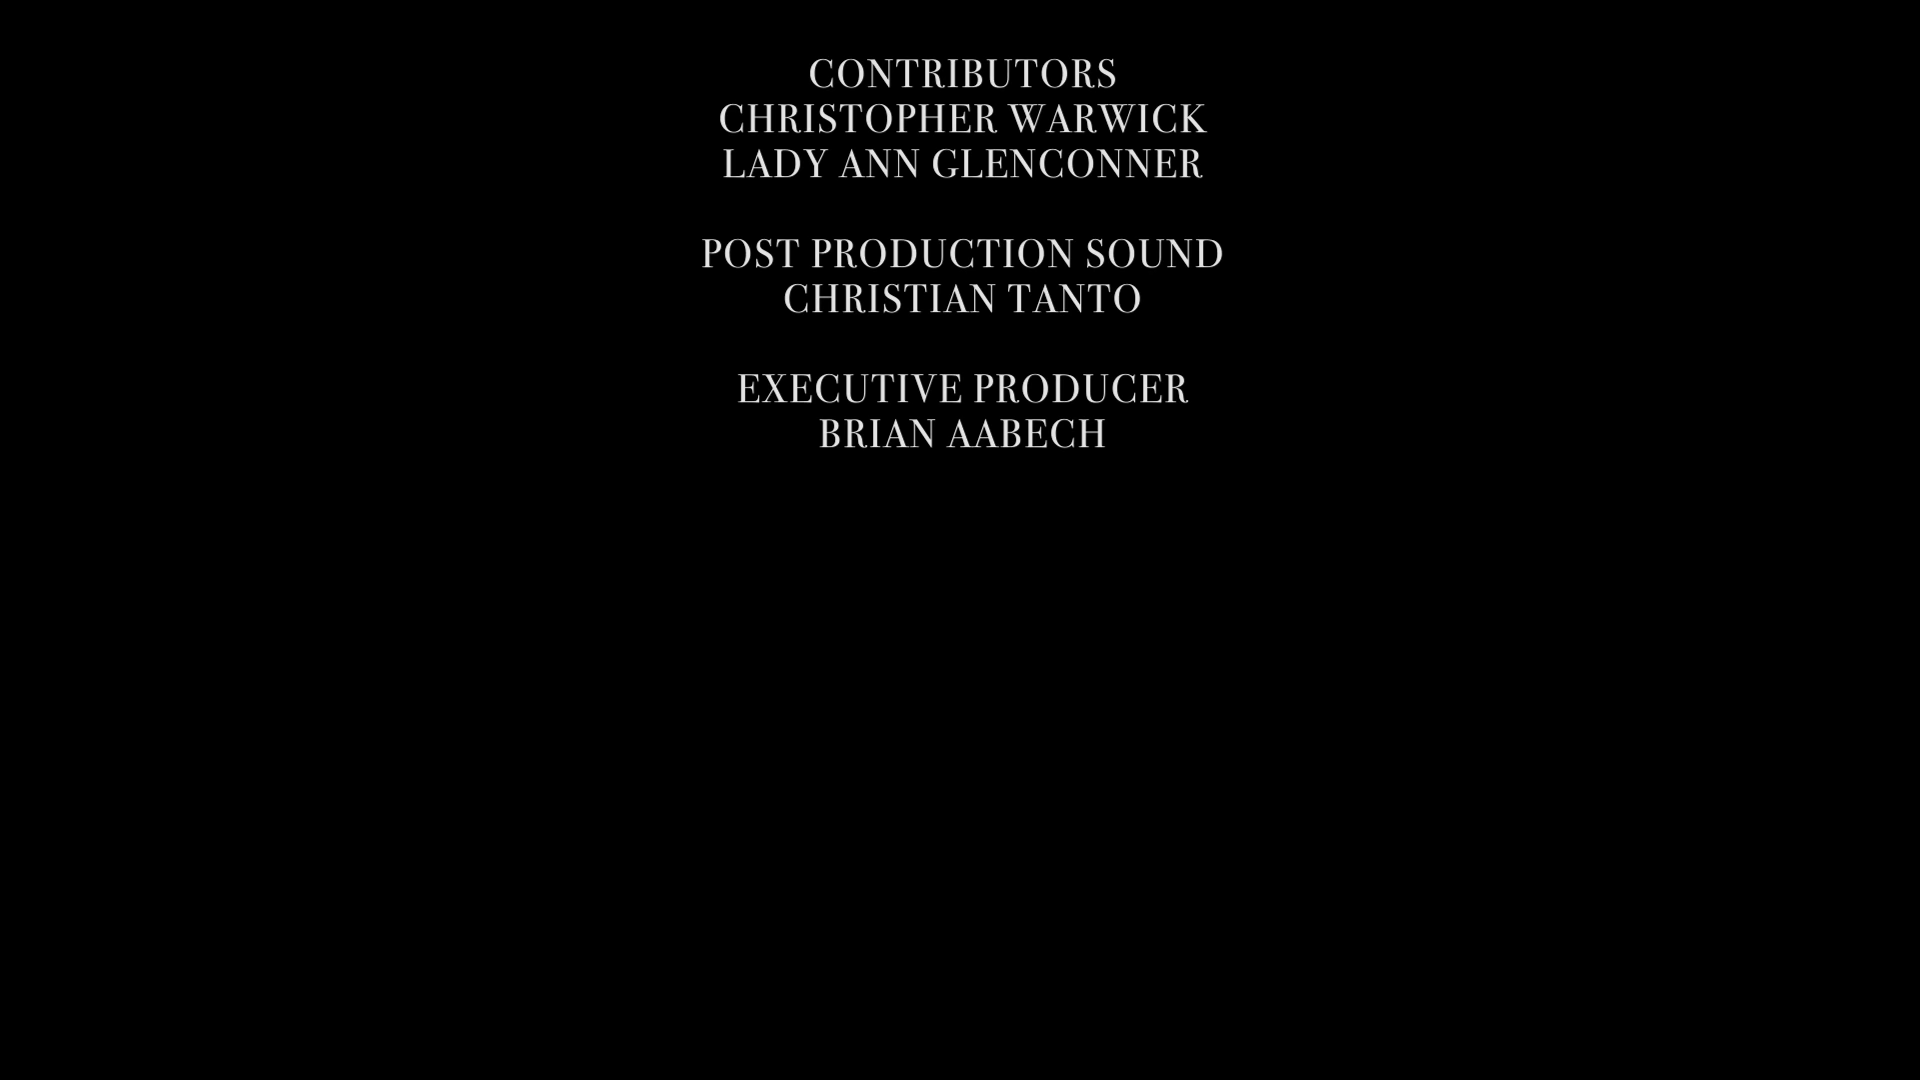 CONTRIBUTORS
CHRISTOPHER WARWICK
LADY ANN GLENCONNER
POST PRODUCTION SOUND
CHRISTIAN TANTO
EXECUTIVE PRODUCER
BRIAN AABECH